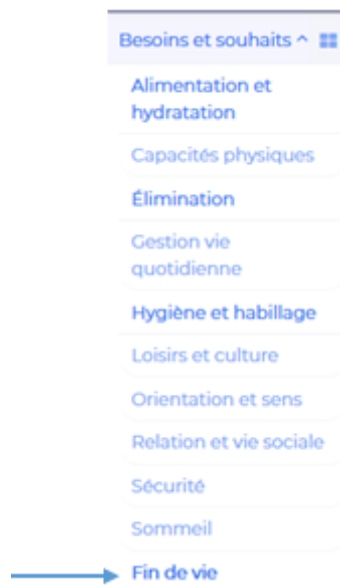 Besoins et souhaits
Alimentation et
hydratation
Capacités physiques
Élimination
Gestion vie
quotidienne
Hygiène et habillage
Loisirs et culture
Orientation et sens
Relation et vie sociale
Sécurité
Sommeil
Fin de vie